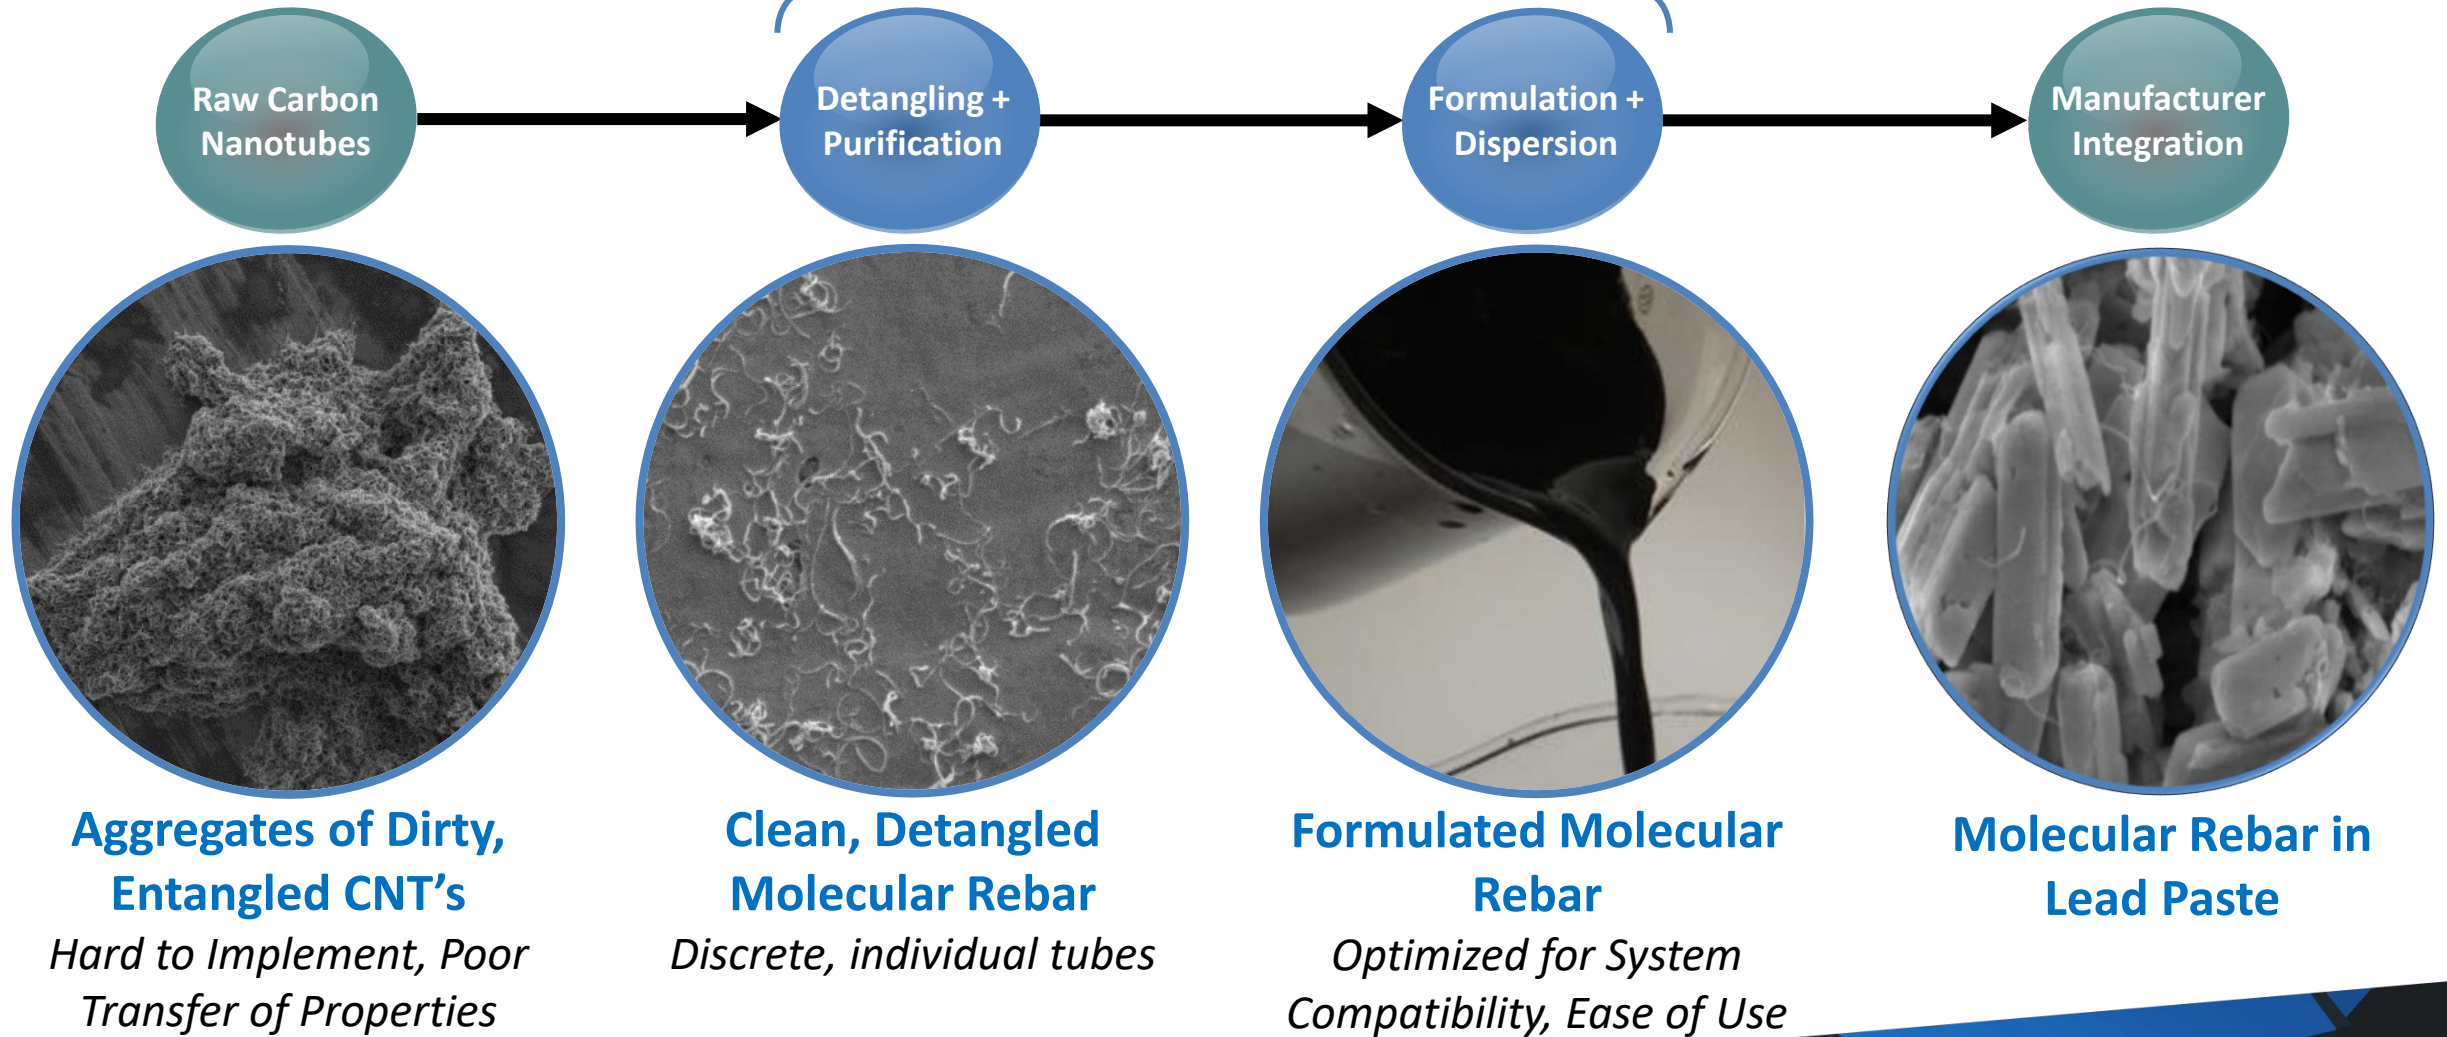 Raw Carbon
Nanotubes
Detangling +
Purification
Formulation +
Dispersion
Manufacturer
Integration
Aggregates of Dirty,
Entangled CNT’s
Hard to Implement, Poor
Transfer of Properties
Clean, Detangled
Molecular Rebar
Discrete, individual tubes
Formulated Molecular
Rebar
Optimized for System
Compatibility, Ease of Use
Molecular Rebar in
Lead Paste